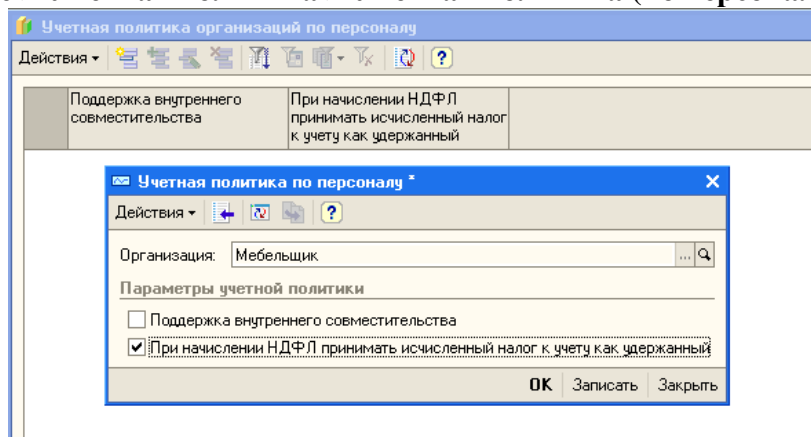 Учетная политика организаций по персоналу
Действия
Поддержка внутреннего
совместительства
При начислении НДФЛ
принимать исчисленный налог
к учету как удержанный
Учетная политика по персоналу *
Действия
Организация: Мебельщик
Параметры учетной политики
Поддержка внутреннего совместительства
При начислении НДФЛ принимать исчисленный налог к учету как удержанный
OK Записать Закрыть